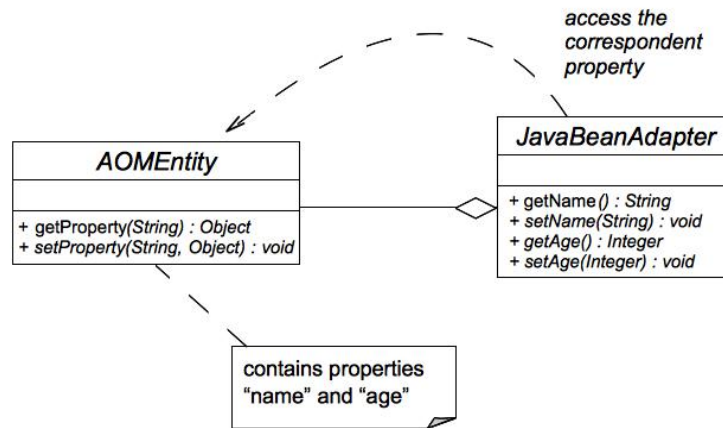 access the
correspondent
property
AOMEntity
+ getProperty(String) : Object
+ setProperty(String, Object) : void
JavaBeanAdapter
+ getName() : String
+ setName(String) : void
+ getAge() : Integer
+ setAge(Integer) : void
contains properties
“name” and “age”